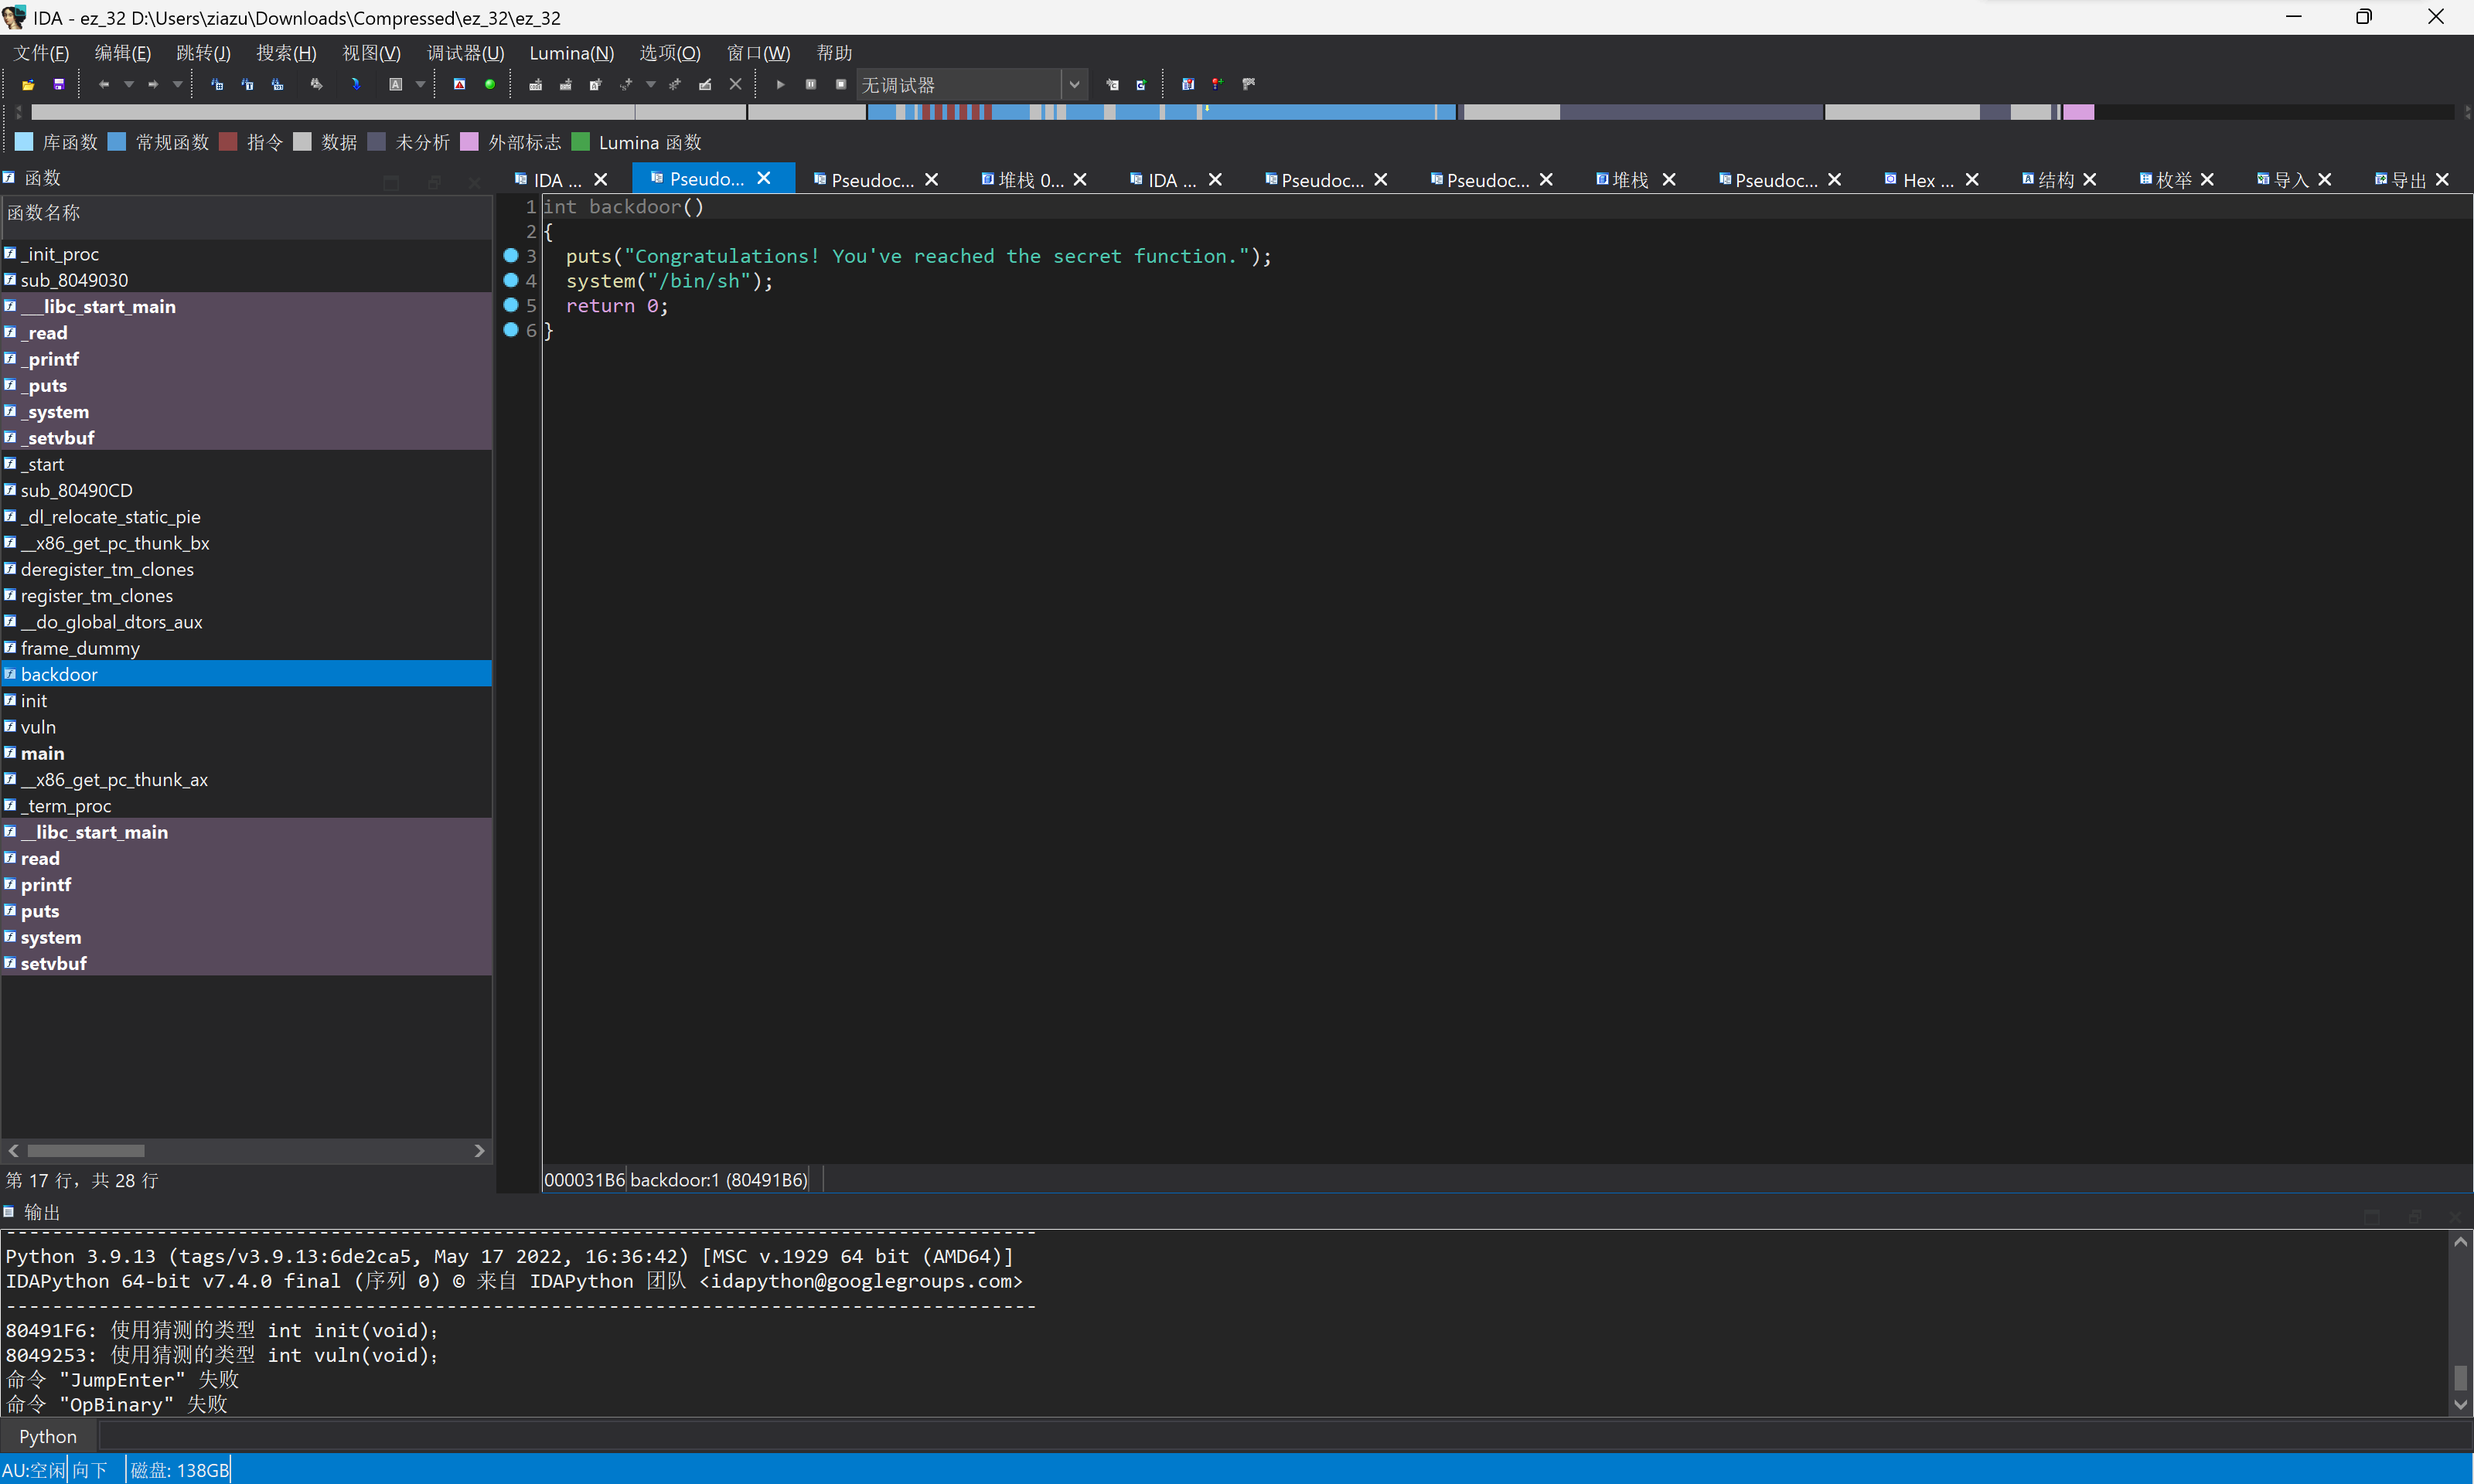 IDA - ez_32 D:\Users\ziazu\Downloads\Compressed\ez_32\ez_32
文件(F) 编辑(E) 跳转(J) 搜索(H) 视图(V) 调试器(U) Lumina(N) 选项(O) 窗口(W) 帮助
无调试器
库函数 常规函数 指令 数据 未分析 外部标志 Lumina 函数
函数
IDA ... Pseudo... Pseudoc... 堆栈 0... IDA ... Pseudoc... Pseudoc... 堆栈 Pseudoc... Hex ... 结构 枚举 导入 导出
函数名称
_init_proc
sub_8049030
___libc_start_main
_read
_printf
_puts
_system
_setvbuf
_start
sub_80490CD
_dl_relocate_static_pie
__x86_get_pc_thunk_bx
deregister_tm_clones
register_tm_clones
__do_global_dtors_aux
frame_dummy
backdoor
init
vuln
main
__x86_get_pc_thunk_ax
_term_proc
__libc_start_main
read
printf
puts
system
setvbuf
第 17 行，共 28 行
1 int backdoor()
2 {
3 puts("Congratulations! You've reached the secret function.");
4 system("/bin/sh");
5 return 0;
6 }
000031B6 backdoor:1 (80491B6)
输出
-----------------------------------------------------------------------------------------
Python 3.9.13 (tags/v3.9.13:6de2ca5, May 17 2022, 16:36:42) [MSC v.1929 64 bit (AMD64)]
IDAPython 64-bit v7.4.0 final (序列 0) © 来自 IDAPython 团队 <idapython@googlegroups.com>
-----------------------------------------------------------------------------------------
80491F6: 使用猜测的类型 int init(void);
8049253: 使用猜测的类型 int vuln(void);
命令 "JumpEnter" 失败
命令 "OpBinary" 失败
Python
AU:空闲 向下 磁盘: 138GB